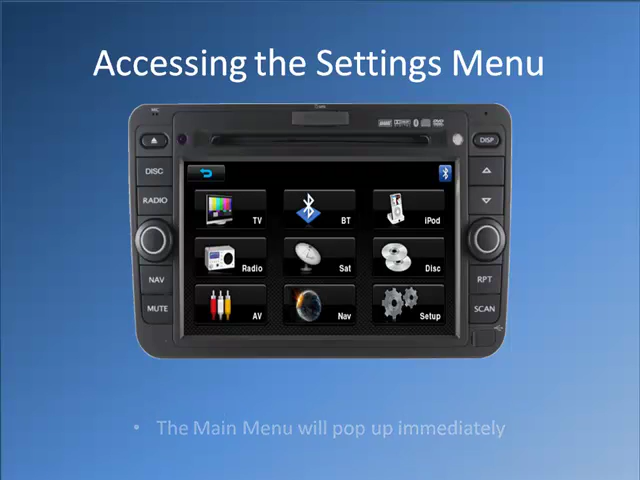 Accessing the Settings Menu
MIC
DISP
DISC
RADIO
NAV
MUTE
RPT
SCAN
TV
BT
iPod
Radio
Sat
Disc
AV
Nav
Setup
• The Main Menu will pop up immediately